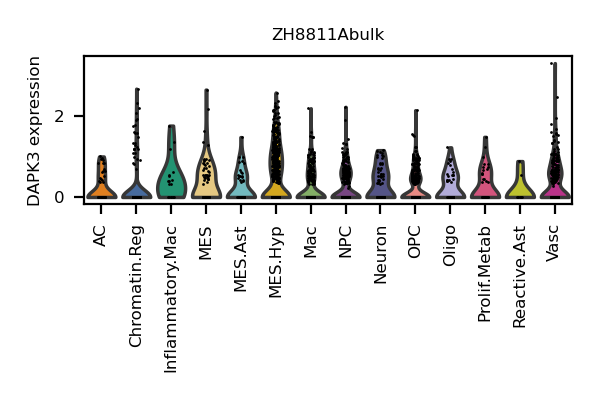 ZH8811Abulk
DAPK3 expression
2
0
AC
Chromatin.Reg
Inflammatory.Mac
MES
MES.Ast
MES.Hyp
Mac
NPC
Neuron
OPC
Oligo
Prolif.Metab
Reactive.Ast
Vasc